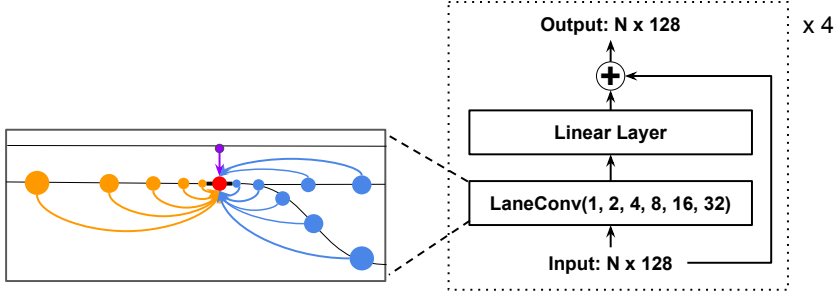 Output: N x 128
x 4
Linear Layer
LaneConv(1, 2, 4, 8, 16, 32)
Input: N x 128